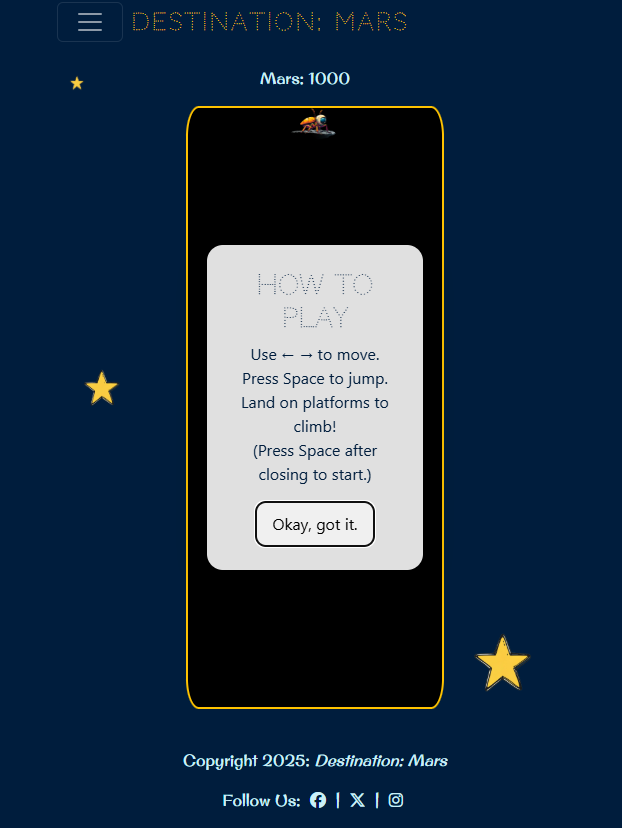 DESTINATION: MARS
Mars: 1000
HOW TO
PLAY
Use ← → to move.
Press Space to jump.
Land on platforms to
climb!
(Press Space after
closing to start.)
Okay, got it.
Copyright 2025: Destination: Mars
Follow Us: | |